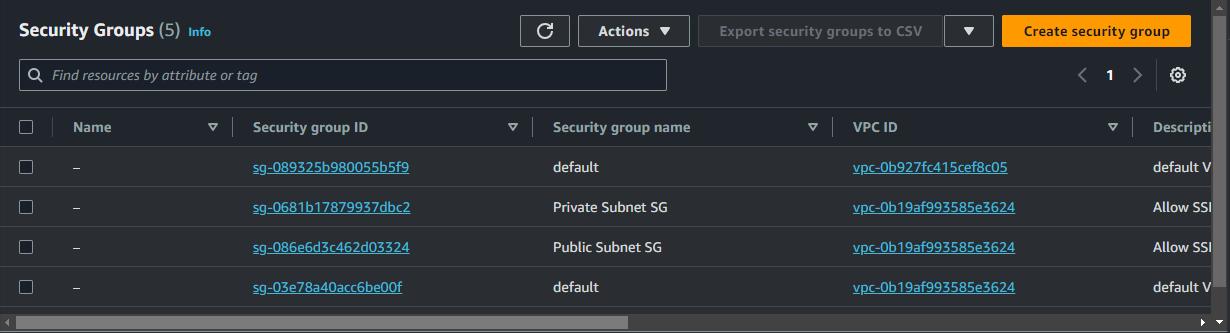 Security Groups (5) Info
Actions
Export security groups to CSV
Create security group
Find resources by attribute or tag
1
Name Security group ID Security group name VPC ID Descripti
– sg-089325b980055b5f9 default vpc-0b927fc415cef8c05 default V
– sg-0681b17879937dbc2 Private Subnet SG vpc-0b19af993585e3624 Allow SSI
– sg-086e6d3c462d03324 Public Subnet SG vpc-0b19af993585e3624 Allow SSI
– sg-03e78a40acc6be00f default vpc-0b19af993585e3624 default V